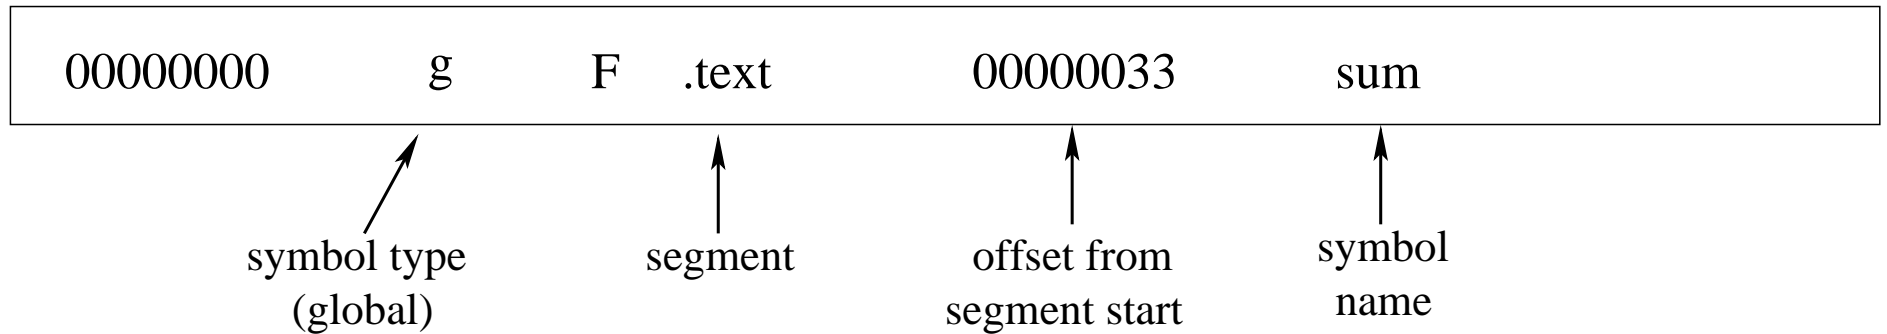 00000000 g F .text 00000033 sum
symbol type
(global)
segment
offset from
segment start
symbol
name